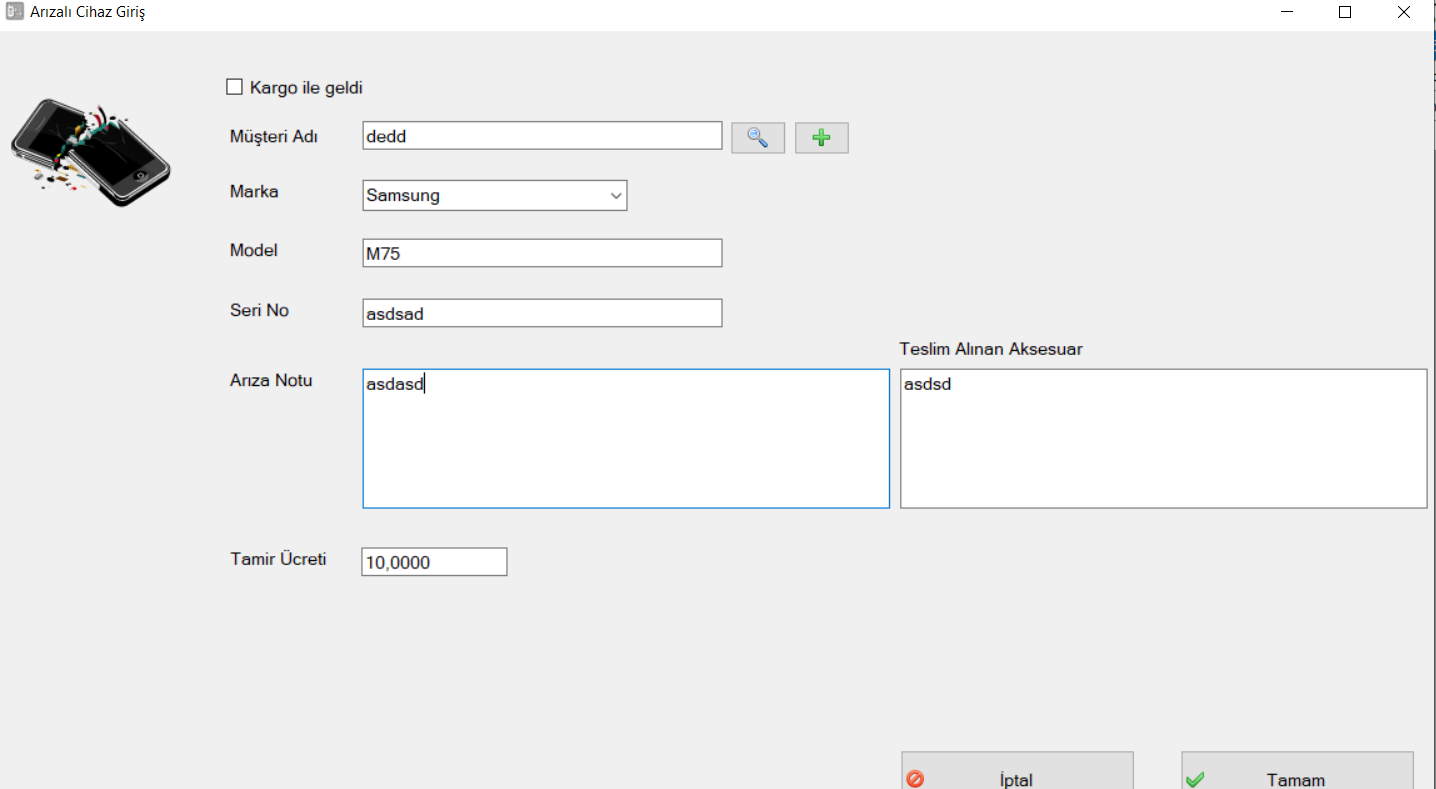 Arızalı Cihaz Giriş
Kargo ile geldi
Müşteri Adı
dedd
Marka
Samsung
Model
M75
Seri No
asdsad
Teslim Alınan Aksesuar
Arıza Notu
asdasd
asdsd
Tamir Ücreti
10,0000
İptal
Tamam